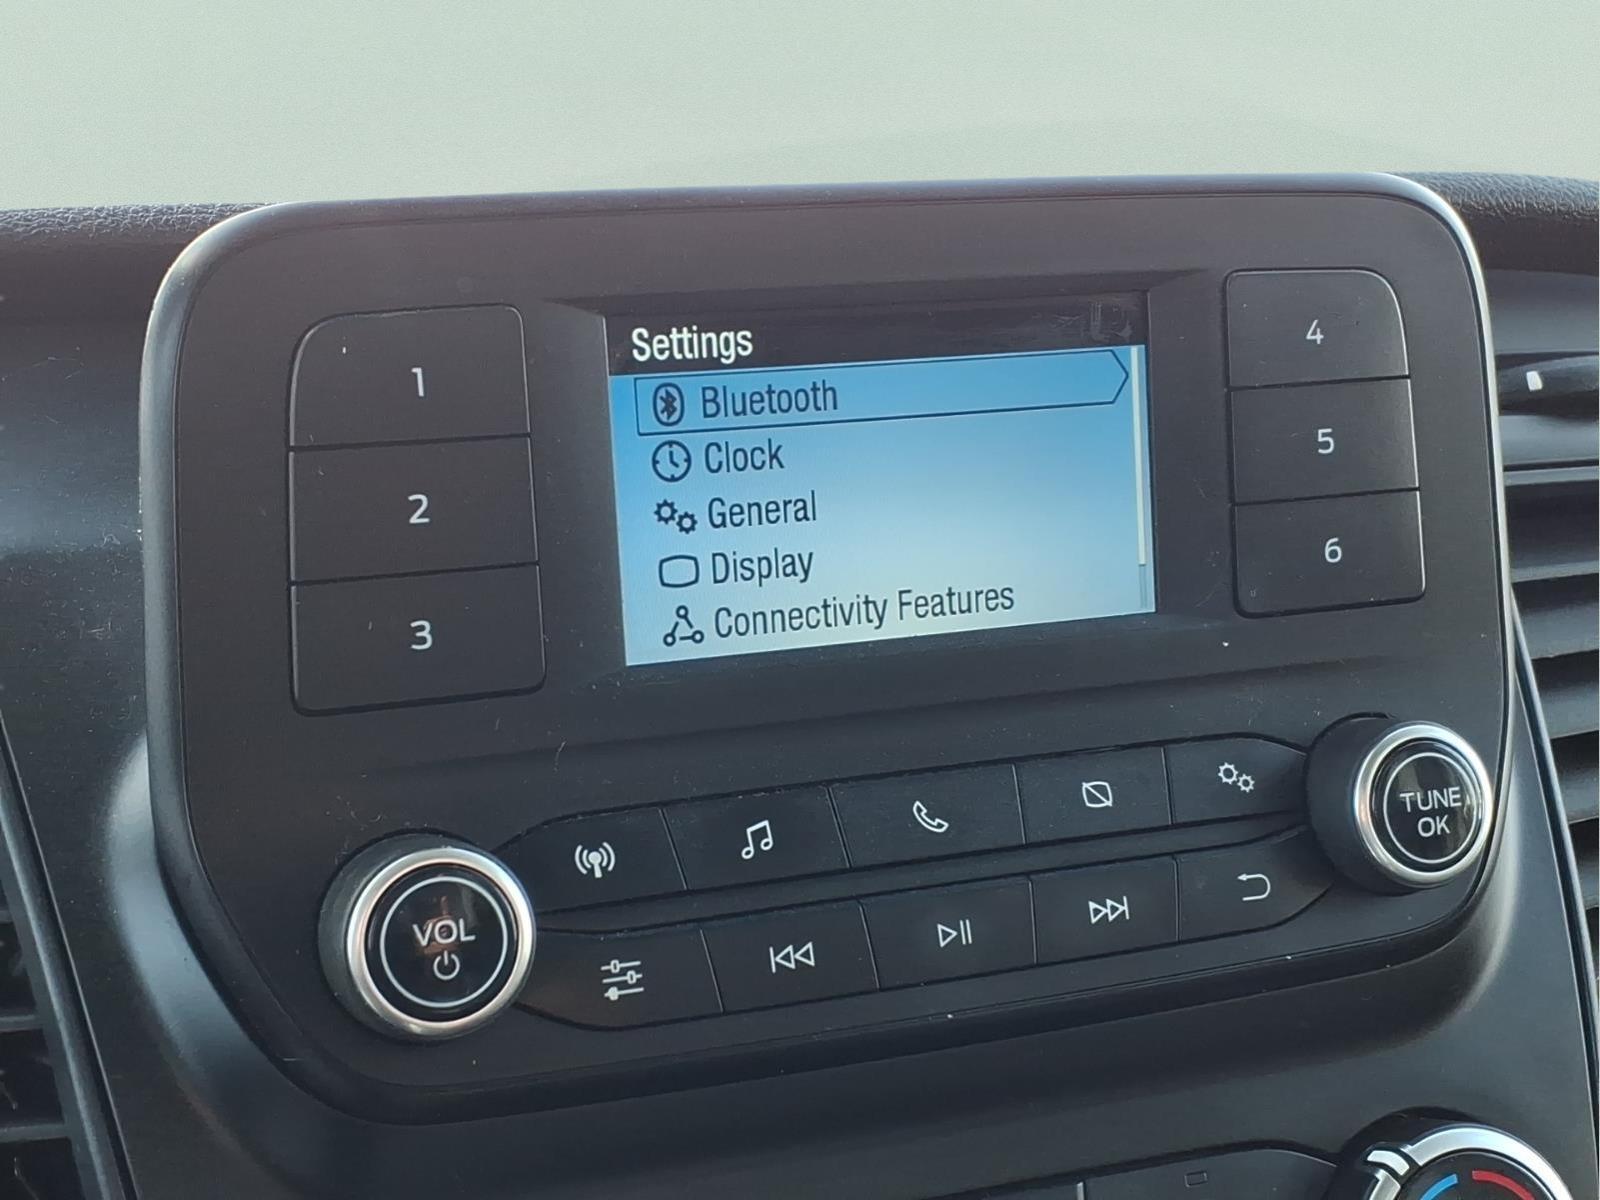 Settings
Bluetooth
Clock
General
Display
Connectivity Features
1
2
3
4
5
6
VOL
TUNE
OK